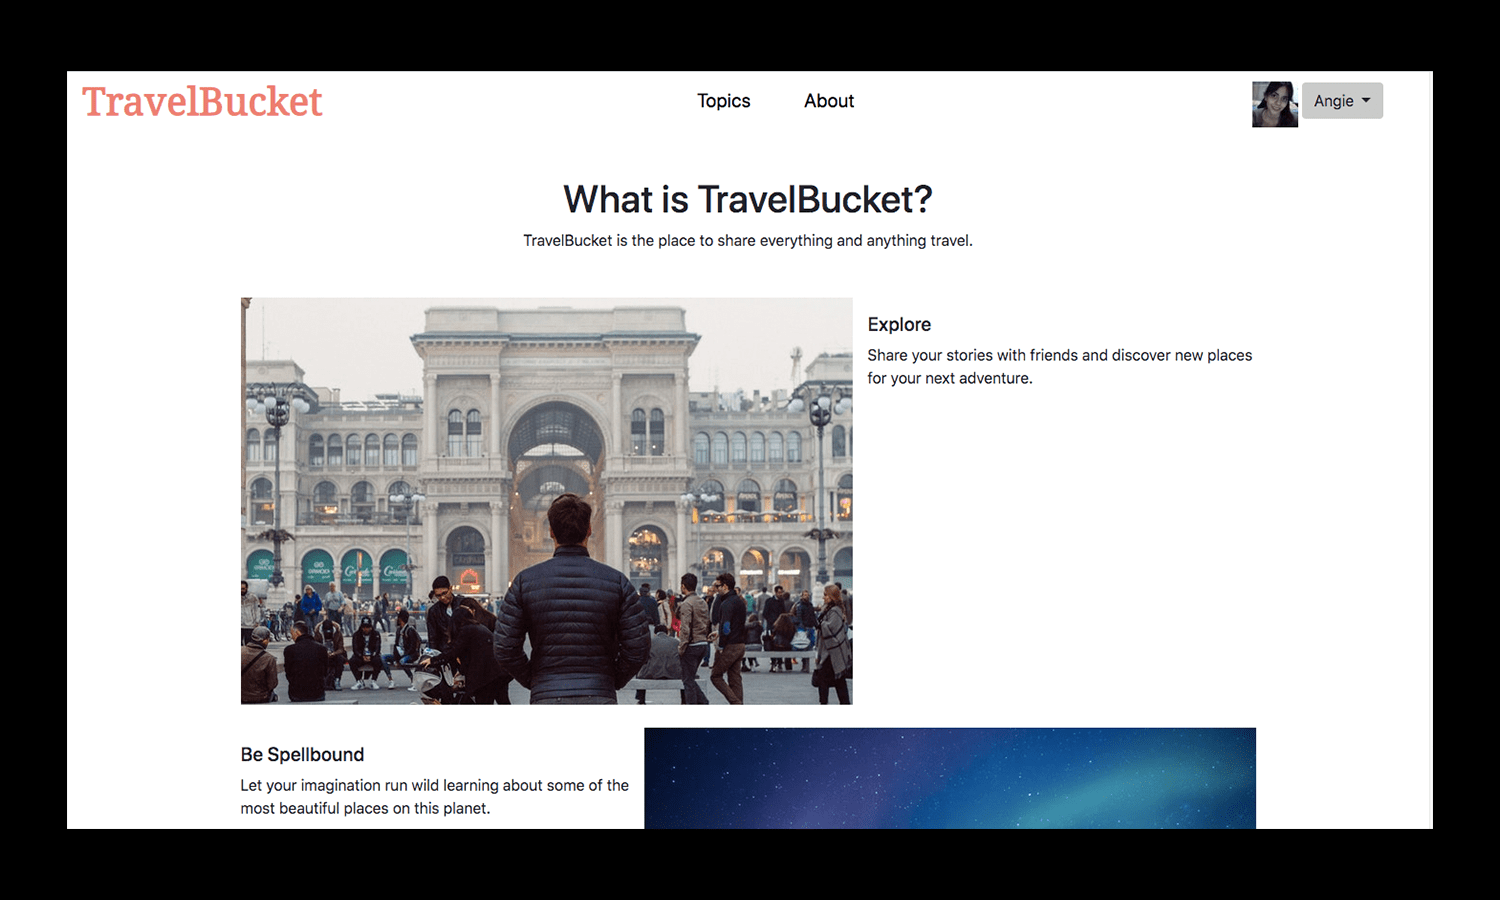 TravelBucket
Topics
About
Angie
What is TravelBucket?
TravelBucket is the place to share everything and anything travel.
Explore
Share your stories with friends and discover new places
for your next adventure.
Be Spellbound
Let your imagination run wild learning about some of the
most beautiful places on this planet.